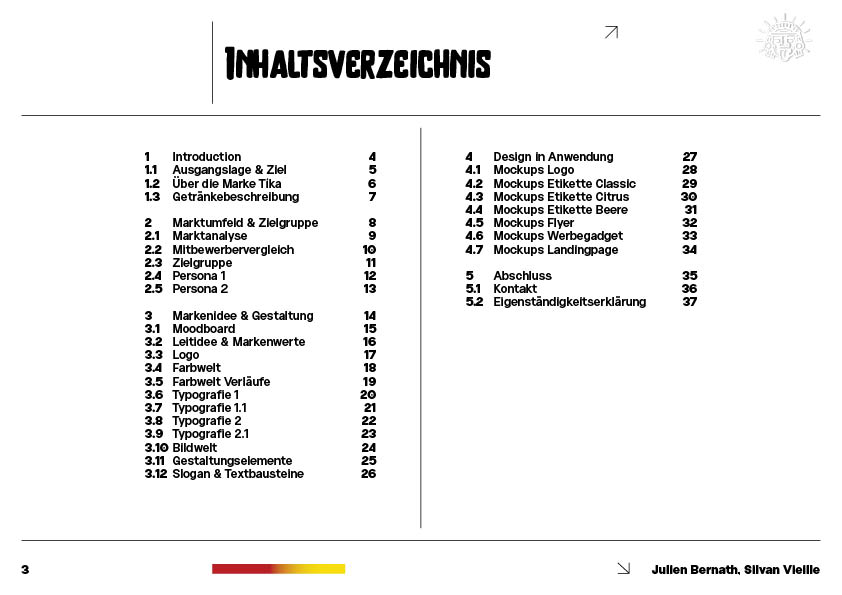 Inhaltsverzeichnis
1 Introduction 4
1.1 Ausgangslage & Ziel 5
1.2 Über die Marke Tika 6
1.3 Getränkebeschreibung 7
2 Marktumfeld & Zielgruppe 8
2.1 Marktanalyse 9
2.2 Mitbewerbervergleich 10
2.3 Zielgruppe 11
2.4 Persona 1 12
2.5 Persona 2 13
3 Markenidee & Gestaltung 14
3.1 Moodboard 15
3.2 Leitidee & Markenwerte 16
3.3 Logo 17
3.4 Farbwelt 18
3.5 Farbwelt Verläufe 19
3.6 Typografie 1 20
3.7 Typografie 1.1 21
3.8 Typografie 2 22
3.9 Typografie 2.1 23
3.10 Bildwelt 24
3.11 Gestaltungselemente 25
3.12 Slogan & Textbausteine 26
4 Design in Anwendung 27
4.1 Mockups Logo 28
4.2 Mockups Etikette Classic 29
4.3 Mockups Etikette Citrus 30
4.4 Mockups Etikette Beere 31
4.5 Mockups Flyer 32
4.6 Mockups Werbegadget 33
4.7 Mockups Landingpage 34
5 Abschluss 35
5.1 Kontakt 36
5.2 Eigenständigkeitserklärung 37
3
Julien Bernath, Silvan Vielle